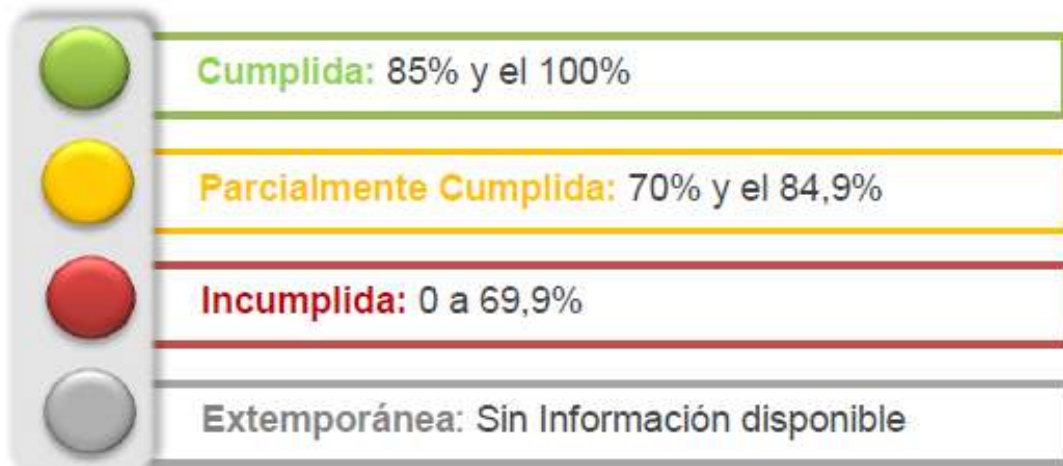 Cumplida: 85% y el 100%
Parcialmente Cumplida: 70% y el 84,9%
Incumplida: 0 a 69,9%
Extemporánea: Sin Información disponible